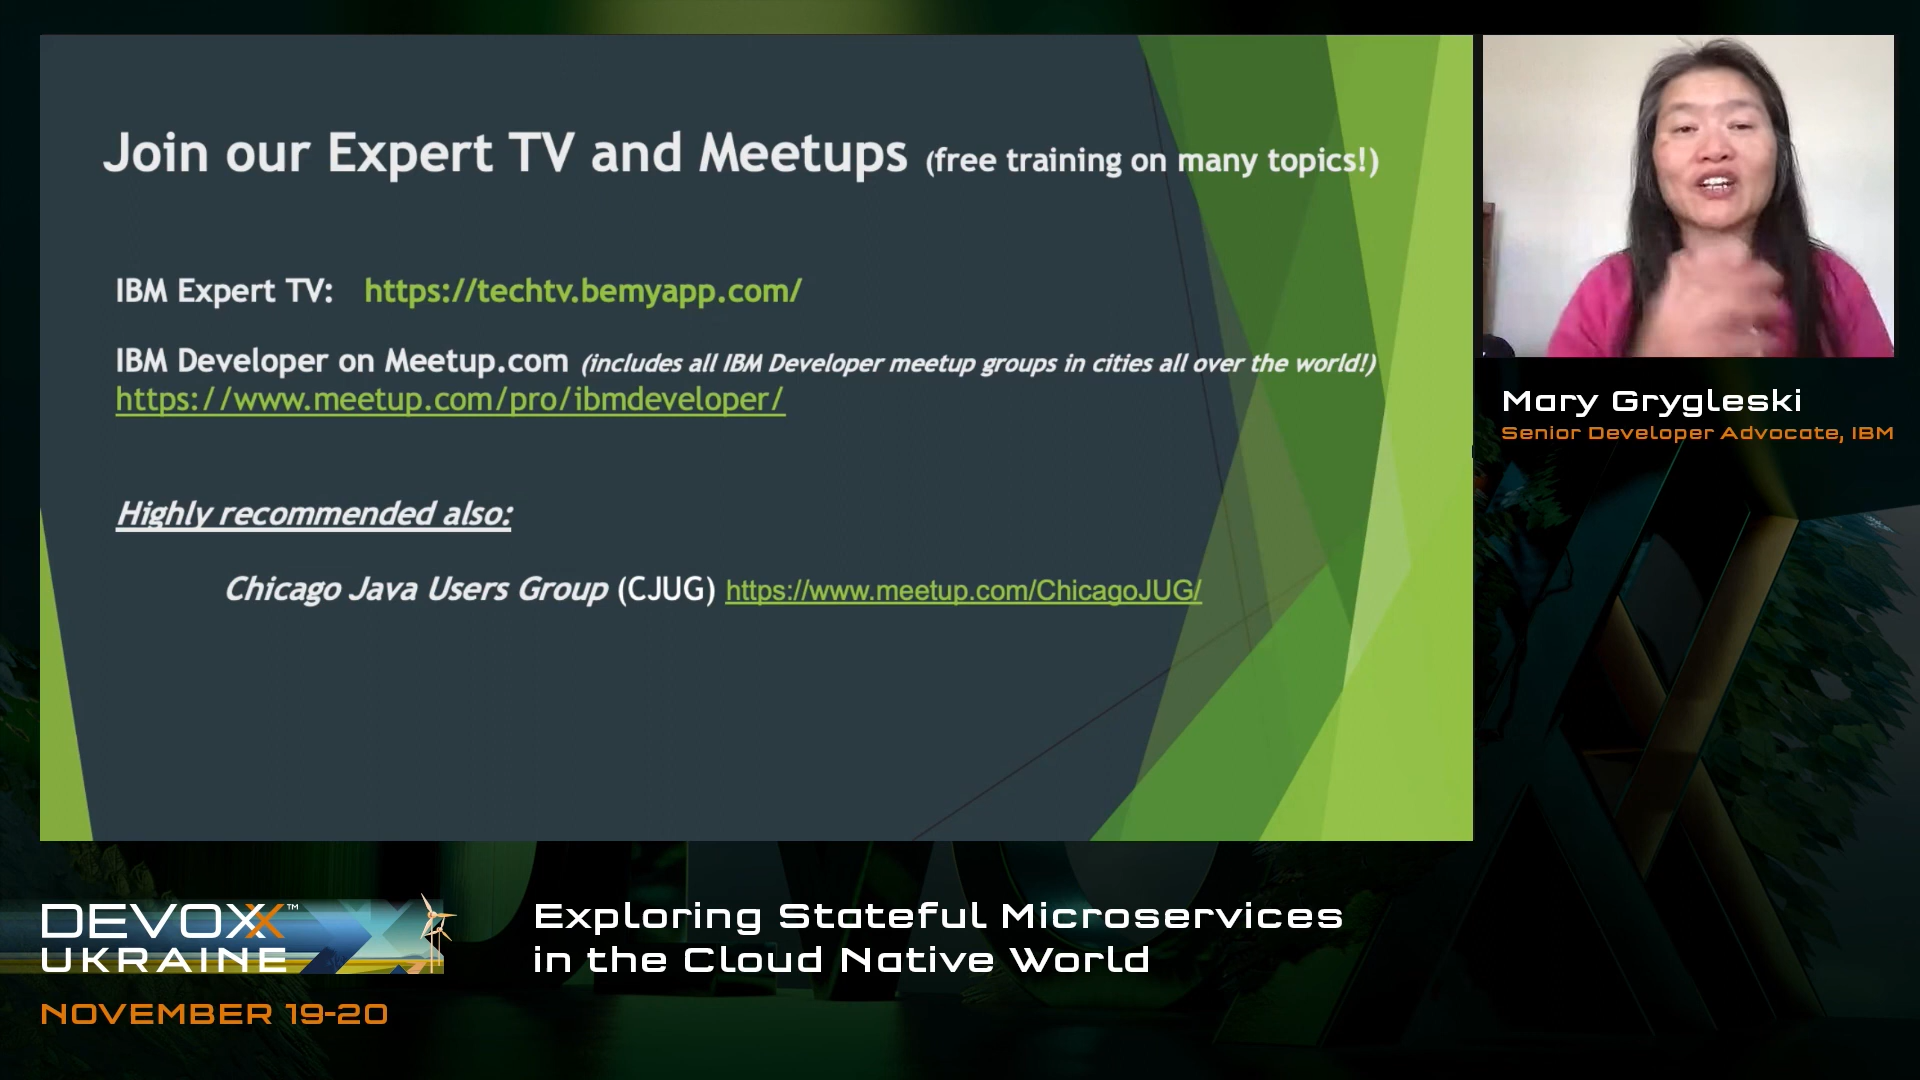 Join our Expert TV and Meetups (free training on many topics!)
IBM Expert TV: https://techtv.bemyapp.com/
IBM Developer on Meetup.com (includes all IBM Developer meetup groups in cities all over the world!)
https://www.meetup.com/pro/ibmdeveloper/
Highly recommended also:
Chicago Java Users Group (CJUG) https://www.meetup.com/ChicagoJUG/
Mary Grygleski
Senior Developer Advocate, IBM
DEVOXX™
UKRAINE
NOVEMBER 19-20
Exploring Stateful Microservices
in the Cloud Native World